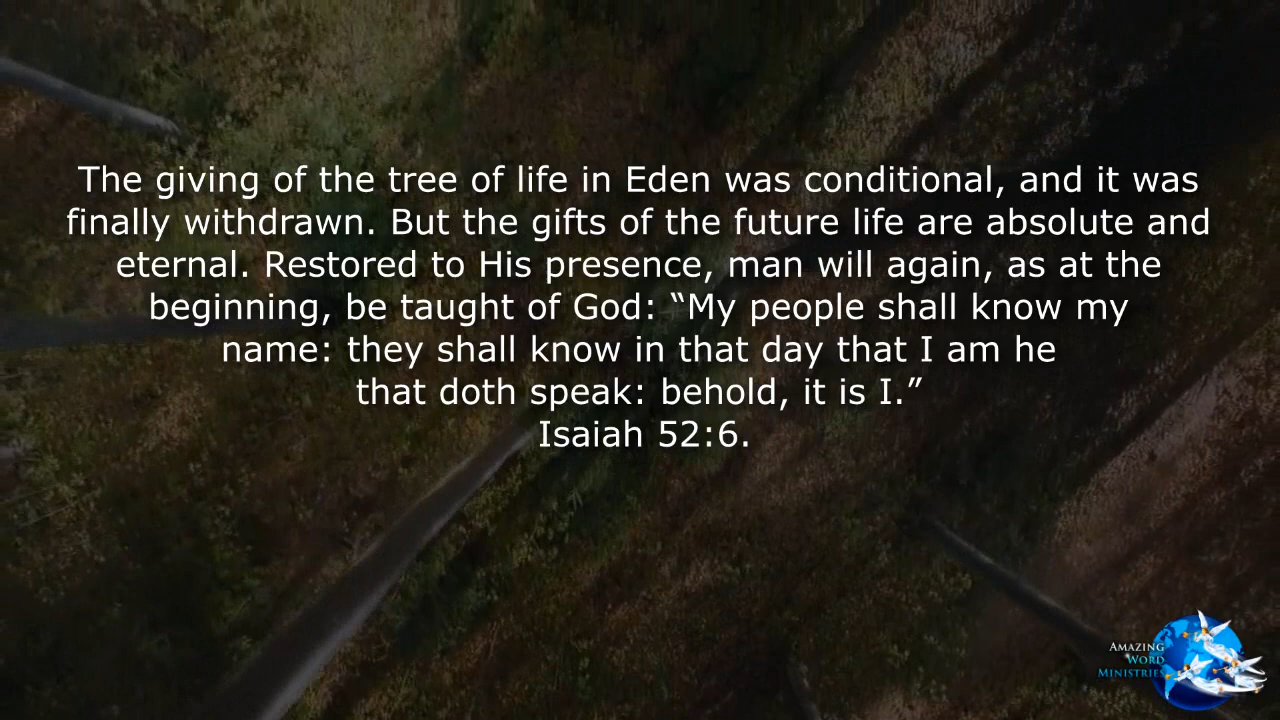 The giving of the tree of life in Eden was conditional, and it was
finally withdrawn. But the gifts of the future life are absolute and
eternal. Restored to His presence, man will again, as at the
beginning, be taught of God: “My people shall know my
name: they shall know in that day that I am he
that doth speak: behold, it is I.”
Isaiah 52:6.
Amazing
Word
Ministries